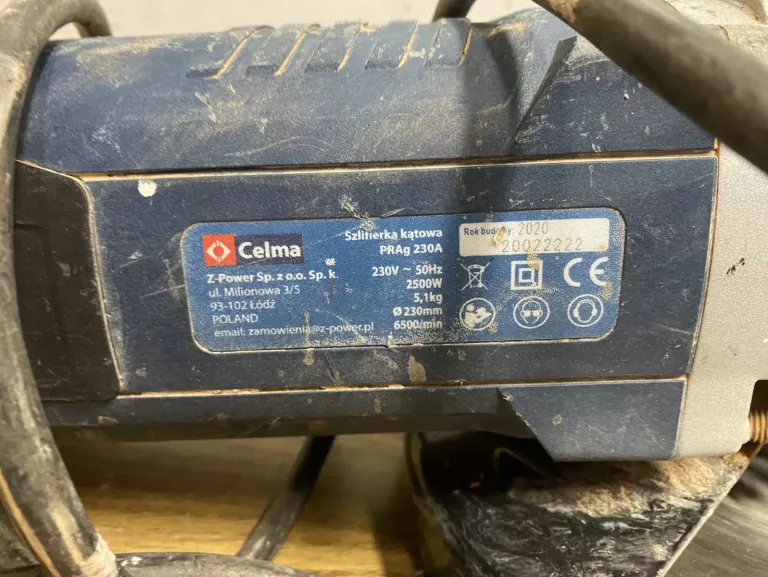 Celma
Z-Power Sp. z o.o. Sp. k.
ul. Milionowa 3/5
93-102 Łódź
POLAND
email: zamowienia@z-power.pl
Szlifierka kątowa
PRAg 230A
230V ~ 50Hz
2500W
5,1kg
Ø 230mm
6500/min
Rok budowy: 2020
20022222
CE